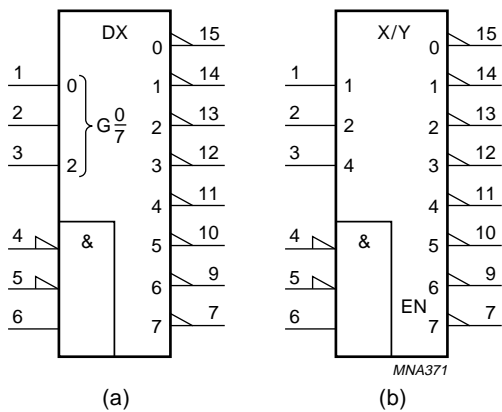 DX
0 15
1 0 1 14
2 G 0/7 2 13
3 2 3 12
4 11
4 & 5 10
5 6 9
6 7 7
(a)
X/Y
0 15
1 1 1 14
2 2 2 13
3 4 3 12
4 11
4 & 5 10
5 6 9
6 EN 7 7
MNA371
(b)